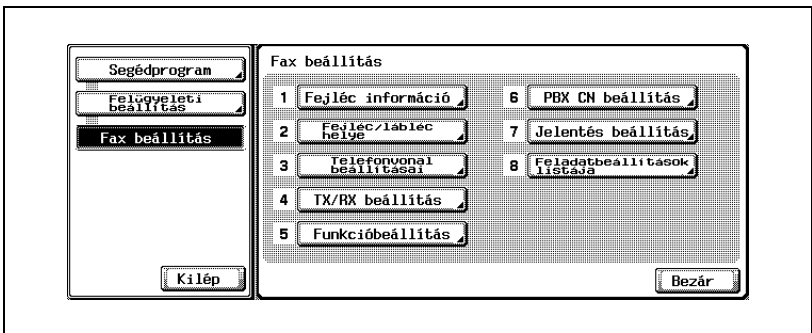 Segédprogram
Felügyeleti
beállítás
Fax beállítás
Kilép
Fax beállítás
1 Fejléc információ
2 Fejléc/lábléc
helye
3 Telefonvonal
beállításai
4 TX/RX beállítás
5 Funkcióbeállítás
6 PBX CN beállítás
7 Jelentés beállítás
8 Feladatbeállítások
listája
Bezár